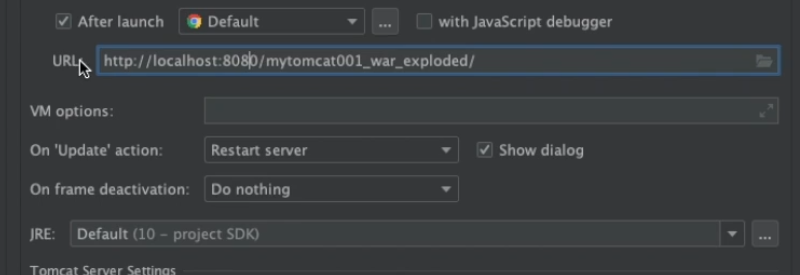 After launch Default ... with JavaScript debugger
URL: http://localhost:8080/mytomcat001_war_exploded/
VM options:
On 'Update' action: Restart server Show dialog
On frame deactivation: Do nothing
JRE: Default (10 – project SDK) ...
Tomcat Server Settings